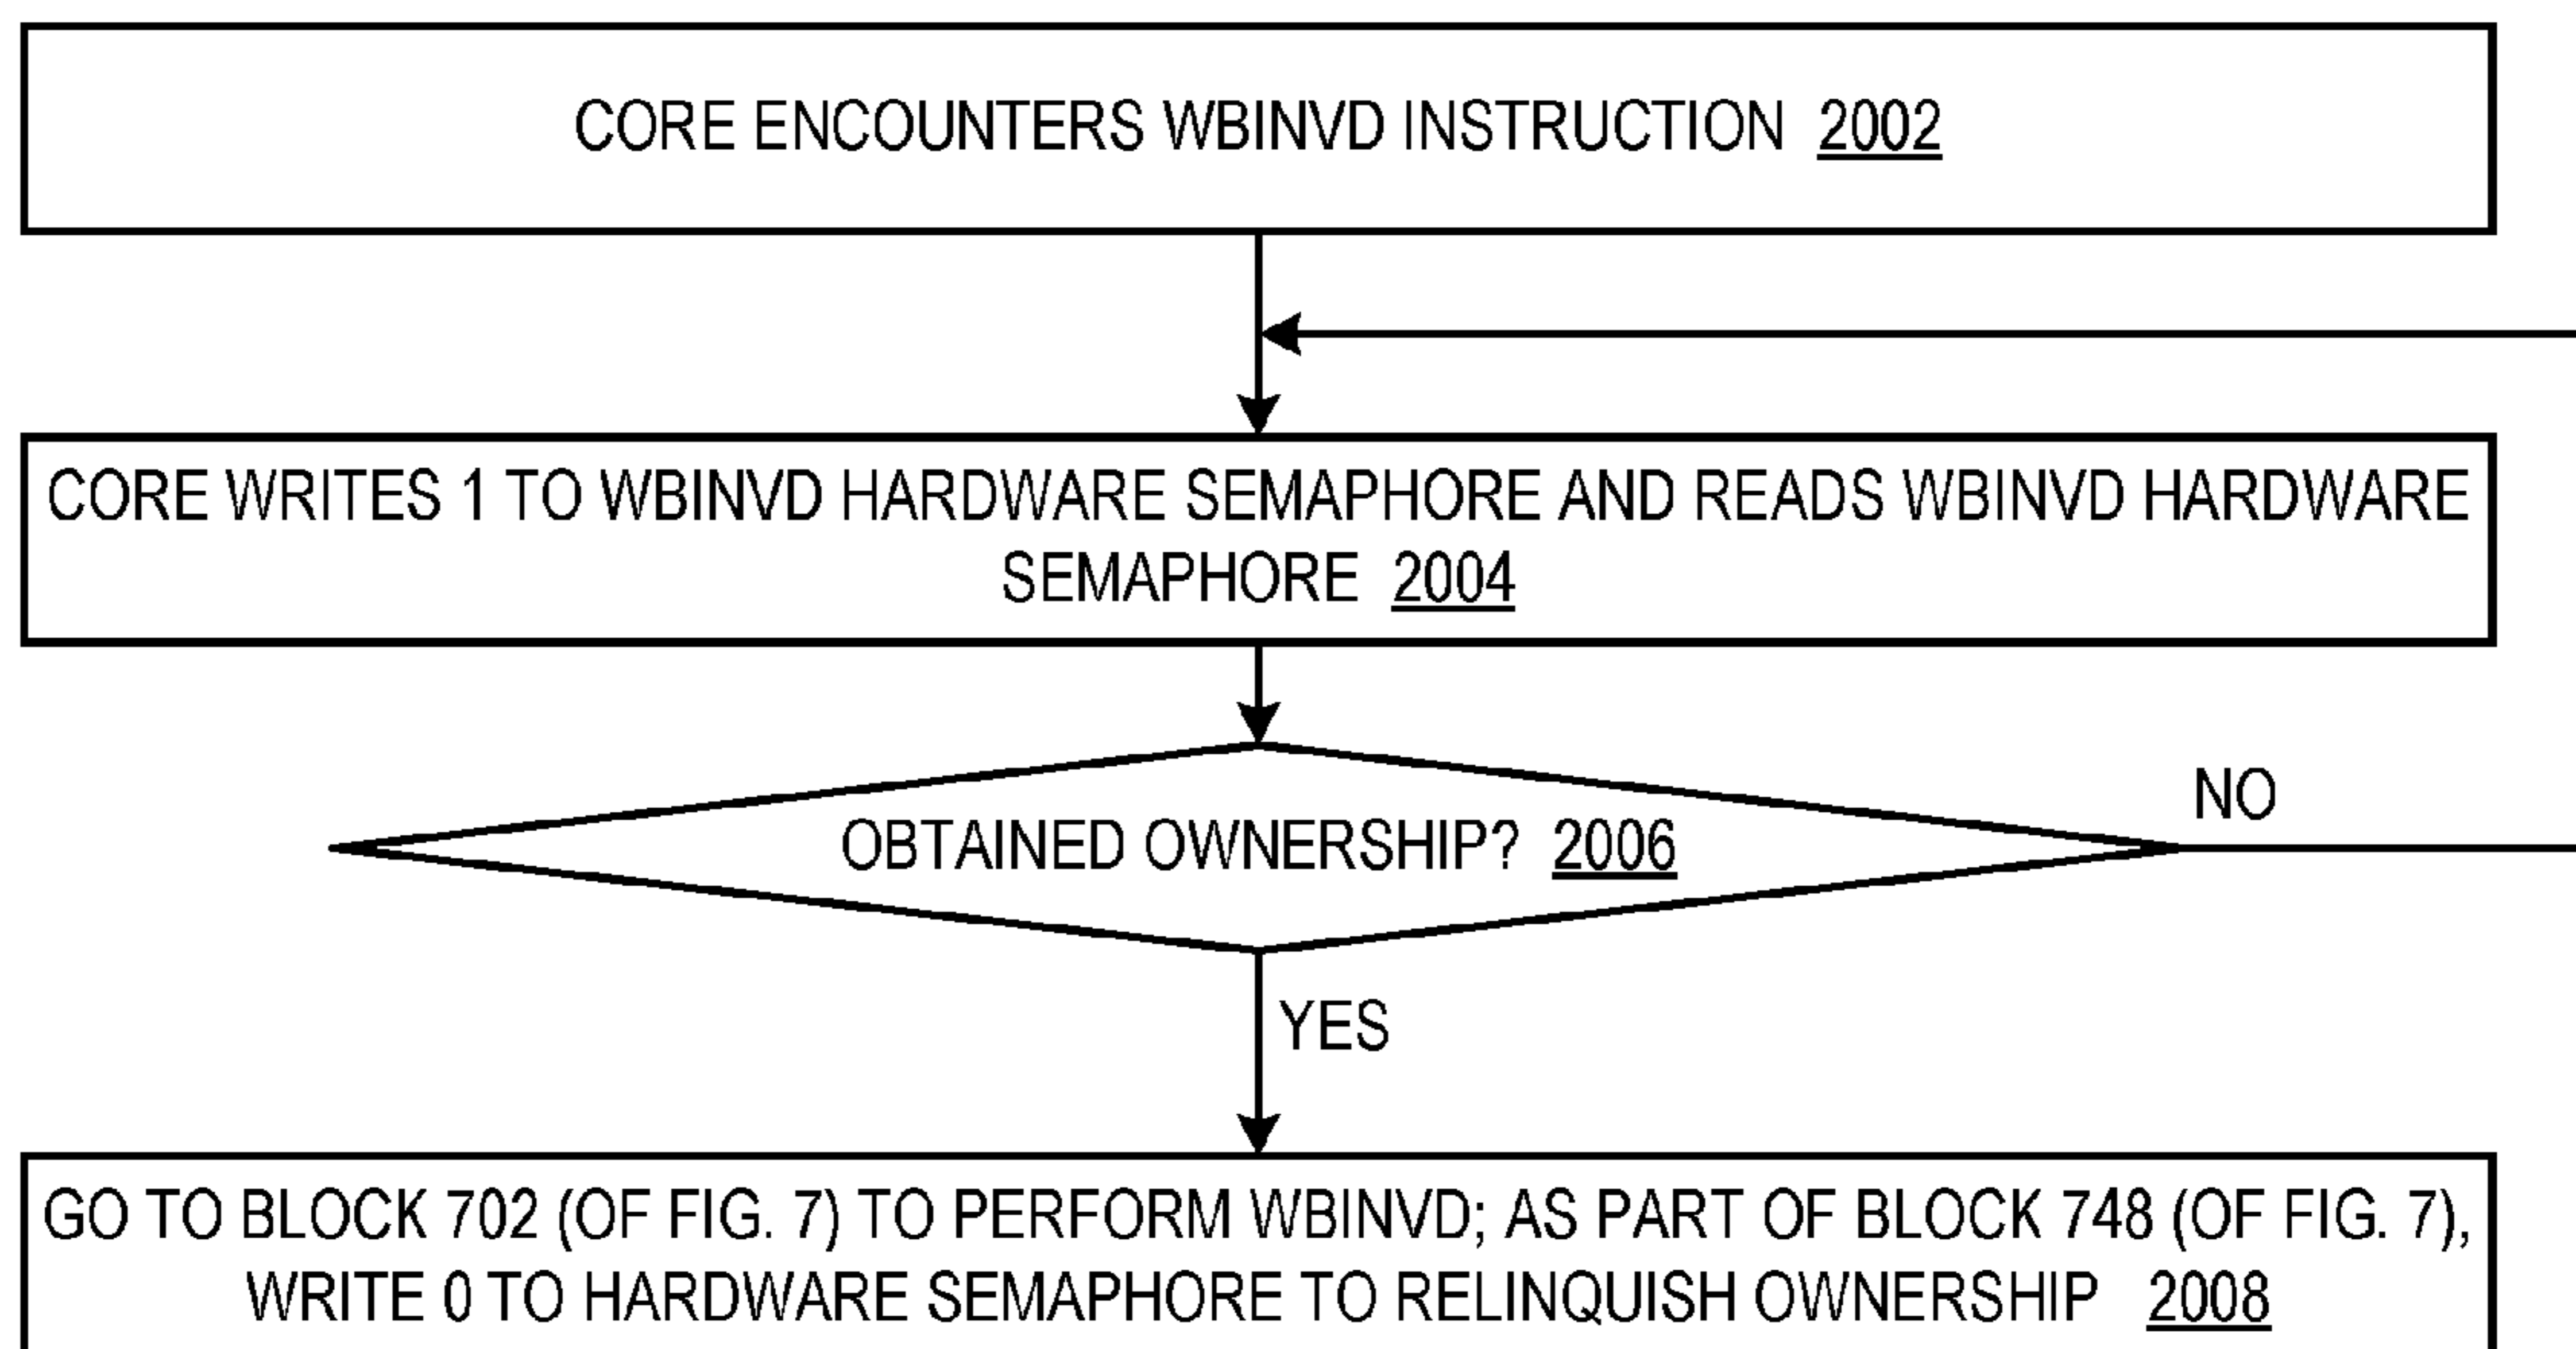 CORE ENCOUNTERS WBINVD INSTRUCTION 2002
CORE WRITES 1 TO WBINVD HARDWARE SEMAPHORE AND READS WBINVD HARDWARE
SEMAPHORE 2004
NO
OBTAINED OWNERSHIP? 2006
YES
GO TO BLOCK 702 (OF FIG. 7) TO PERFORM WBINVD; AS PART OF BLOCK 748 (OF FIG. 7),
WRITE 0 TO HARDWARE SEMAPHORE TO RELINQUISH OWNERSHIP 2008